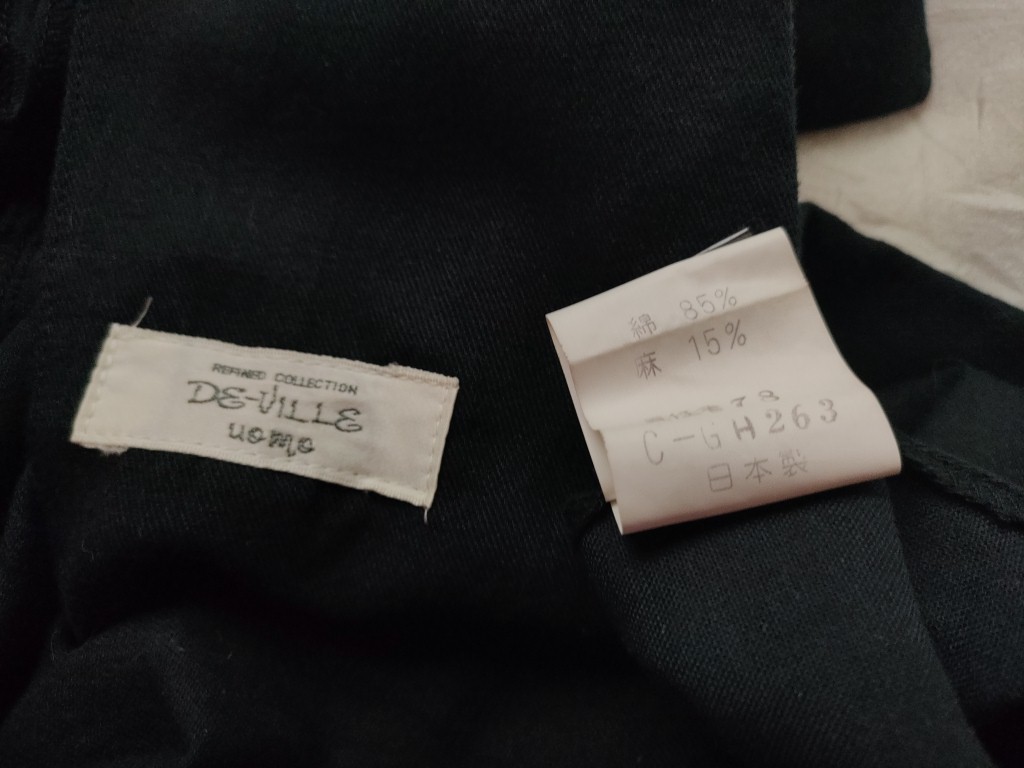 REFINED COLLECTION
DE-VILLE
uomo
綿 85%
麻 15%
C-GH263
日本製